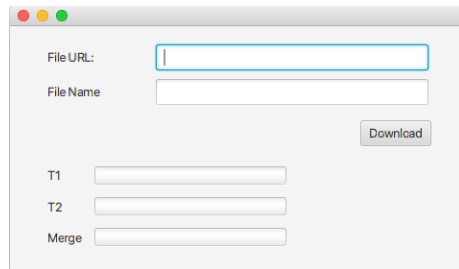 File URL:
File Name
Download
T1
T2
Merge